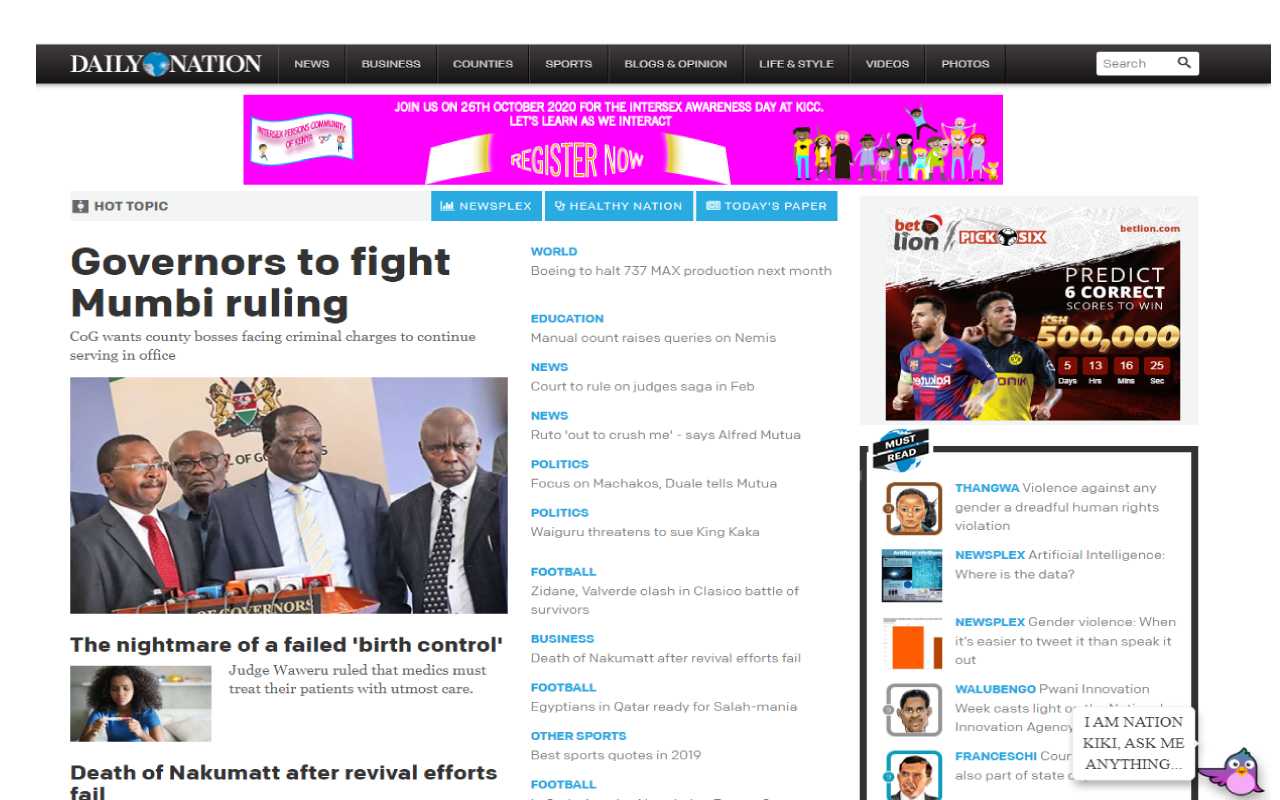 DAILY NATION
NEWS
BUSINESS
COUNTIES
SPORTS
BLOGS & OPINION
LIFE & STYLE
VIDEOS
PHOTOS
Search
INTERSEX PERSONS COMMUNITY
OF KENYA
JOIN US ON 26TH OCTOBER 2020 FOR THE INTERSEX AWARENESS DAY AT KICC.
LET'S LEARN AS WE INTERACT
REGISTER NOW
HOT TOPIC
NEWSPLEX
HEALTHY NATION
TODAY'S PAPER
Governors to fight
Mumbi ruling
CoG wants county bosses facing criminal charges to continue
serving in office
OF GO
S
OF GOVERNORS
The nightmare of a failed 'birth control'
Judge Waweru ruled that medics must
treat their patients with utmost care.
Death of Nakumatt after revival efforts
fail
WORLD
Boeing to halt 737 MAX production next month
EDUCATION
Manual count raises queries on Nemis
NEWS
Court to rule on judges saga in Feb
NEWS
Ruto 'out to crush me' - says Alfred Mutua
POLITICS
Focus on Machakos, Duale tells Mutua
POLITICS
Waiguru threatens to sue King Kaka
FOOTBALL
Zidane, Valverde clash in Clasico battle of
survivors
BUSINESS
Death of Nakumatt after revival efforts fail
FOOTBALL
Egyptians in Qatar ready for Salah-mania
OTHER SPORTS
Best sports quotes in 2019
FOOTBALL
bet
lion
PICK SIX
betlion.com
PREDICT
6 CORRECT
SCORES TO WIN
KSH
500,000
5 13 16 25
Days Hrs Mins Sec
MUST
READ
THANGWA Violence against any
gender a dreadful human rights
violation
Artificial Intelligence
NEWSPLEX Artificial Intelligence:
Where is the data?
NEWSPLEX Gender violence: When
it's easier to tweet it than speak it
out
WALUBENGO Pwani Innovation
Week casts light
Innovation Agency
FRANCESCHI
also part of state
I AM NATION
KIKI, ASK ME
ANYTHING...